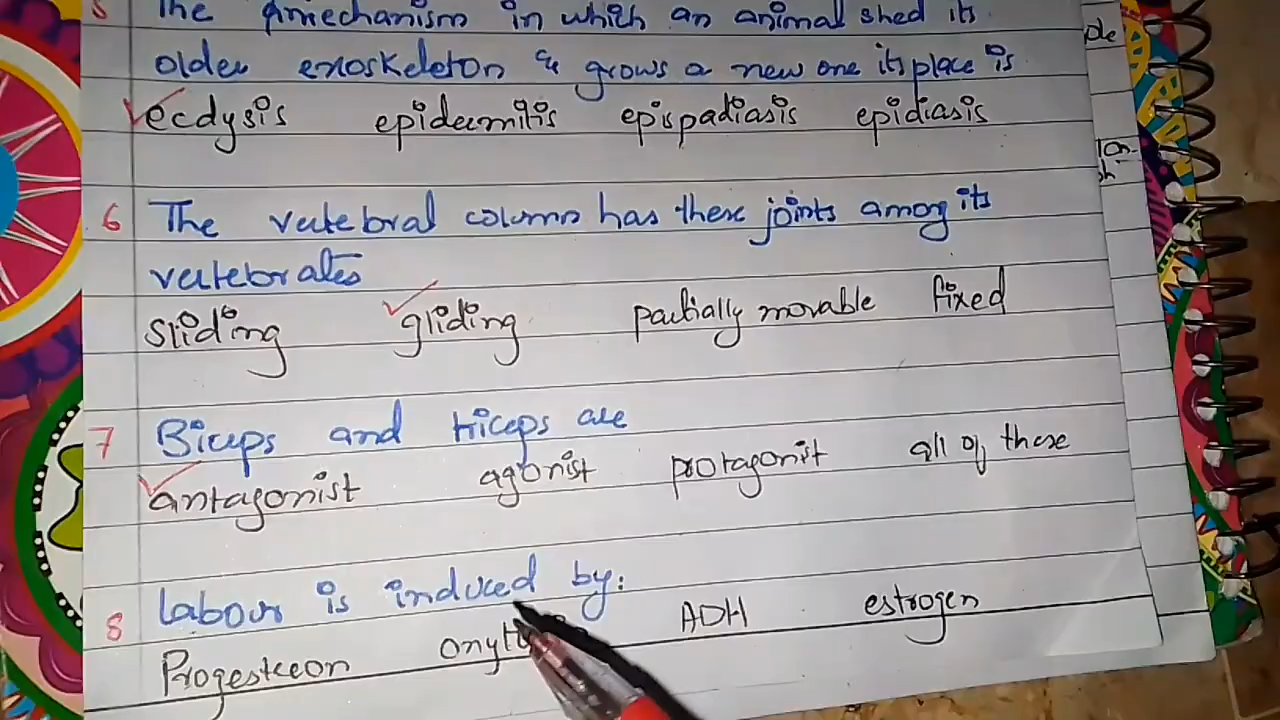 5 The mechanism in which an animal shed its
older exoskeleton & grows a new one its place is
ecdysis epidermitis epispadiasis epidiasis
6 The vertebral column has these joints among its
vertebrates
sliding gliding partially movable fixed
7 Biceps and triceps are
antagonist agonist protagonist all of these
8 Labour is induced by:
Progesteron ADH estrogen